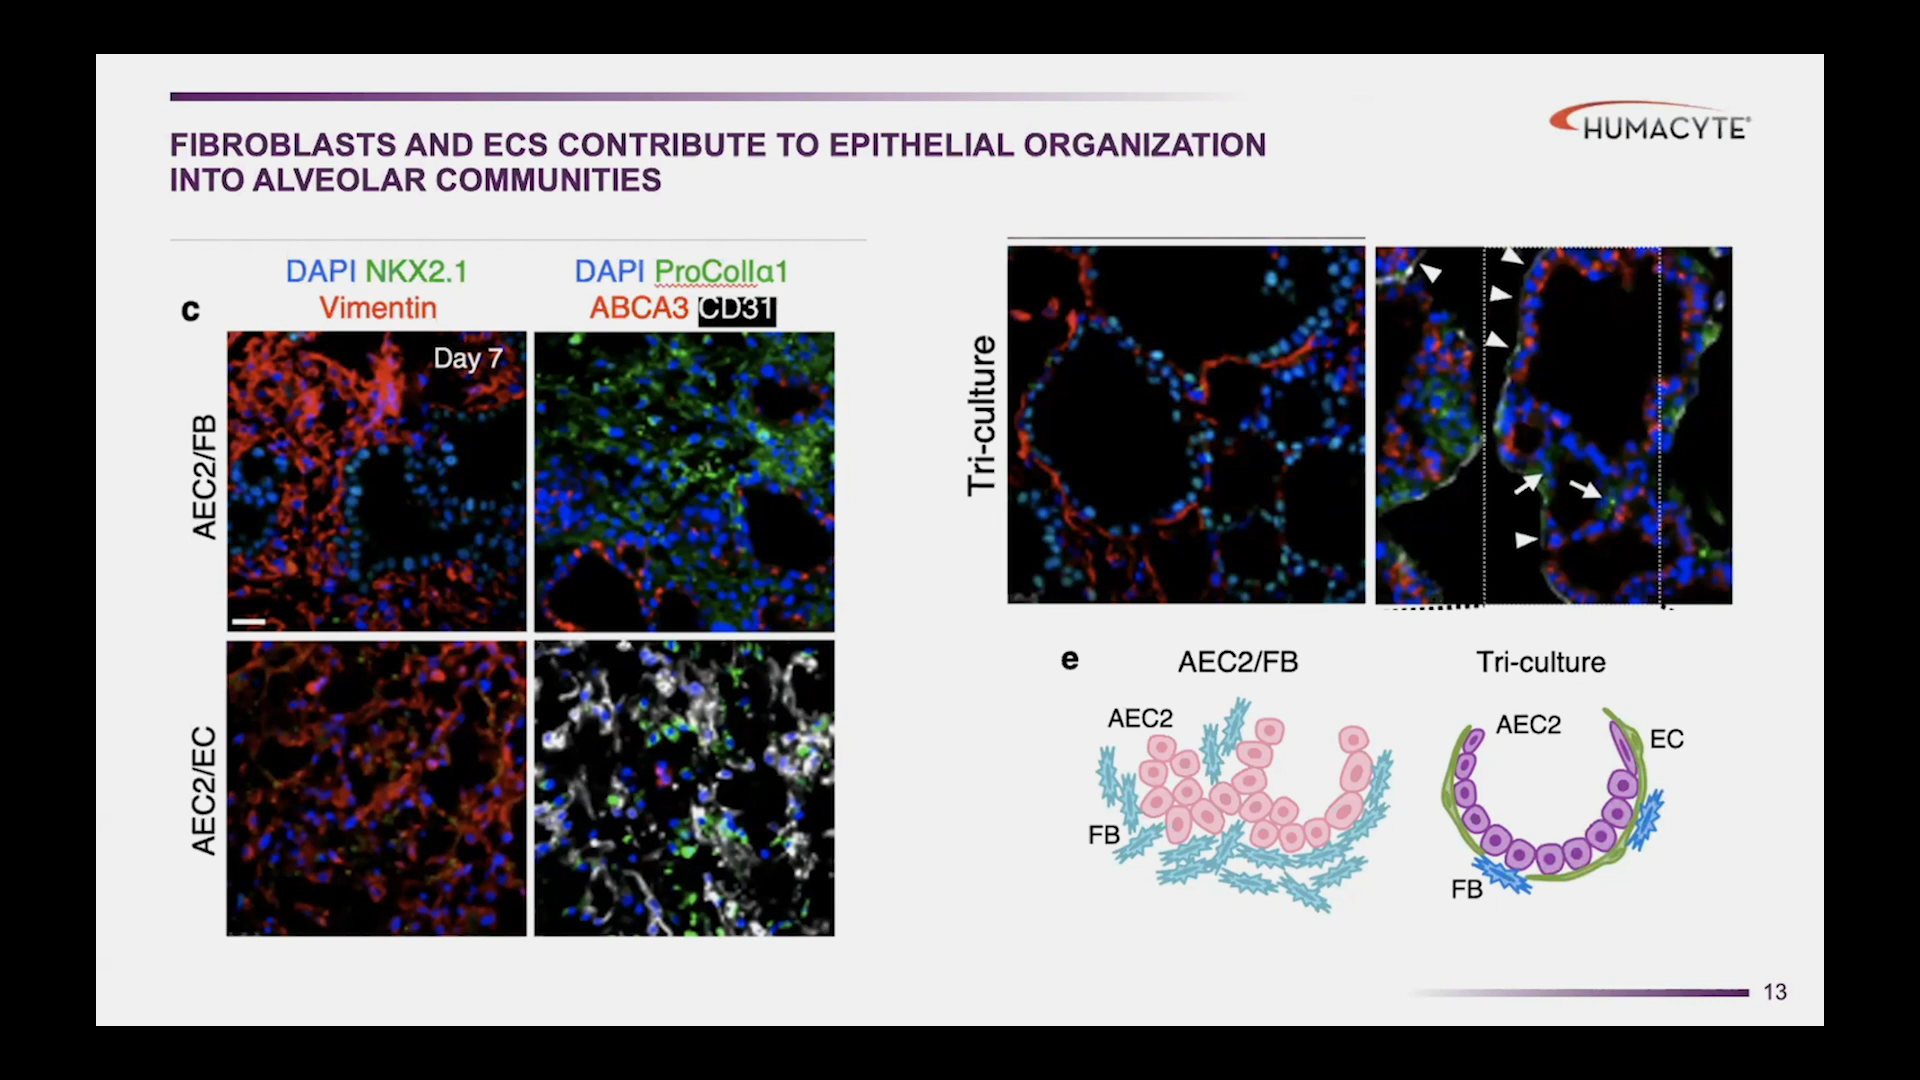 FIBROBLASTS AND ECS CONTRIBUTE TO EPITHELIAL ORGANIZATION
INTO ALVEOLAR COMMUNITIES
HUMACYTE®
c
DAPI NKX2.1
Vimentin
DAPI ProColIα1
ABCA3 CD31
Day 7
AEC2/FB
AEC2/EC
Tri-culture
e
AEC2/FB
AEC2
FB
Tri-culture
AEC2
EC
FB
13